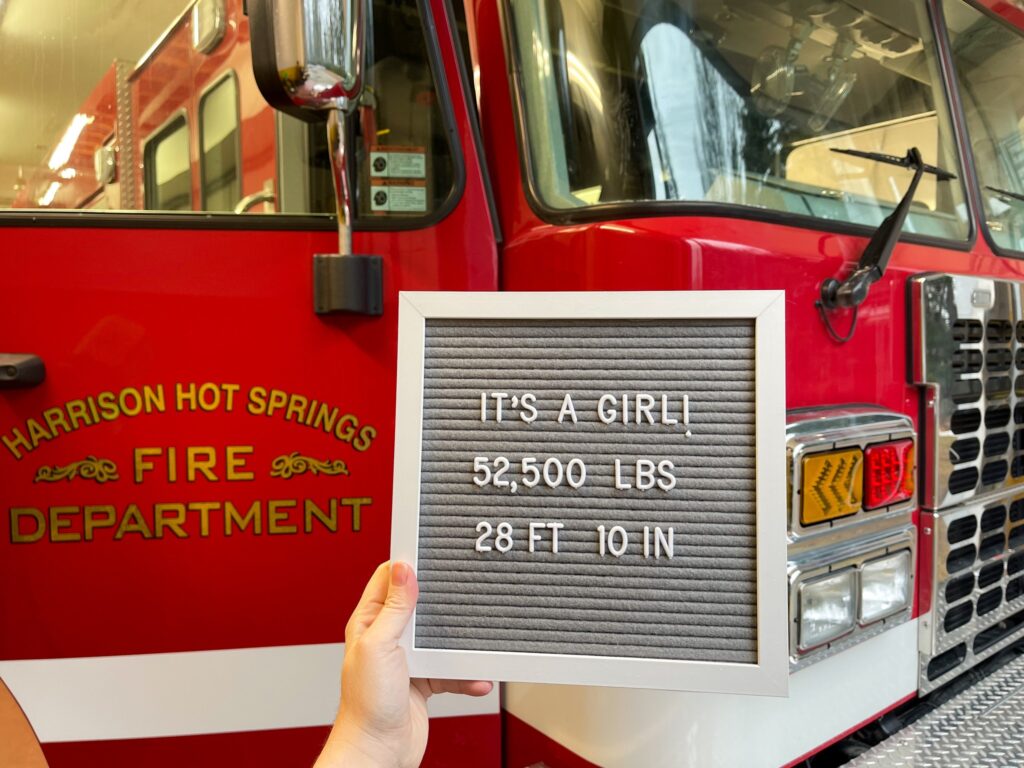 HARRISON HOT SPRINGS
FIRE
DEPARTMENT
IT'S A GIRL!
52,500 LBS
28 FT 10 IN